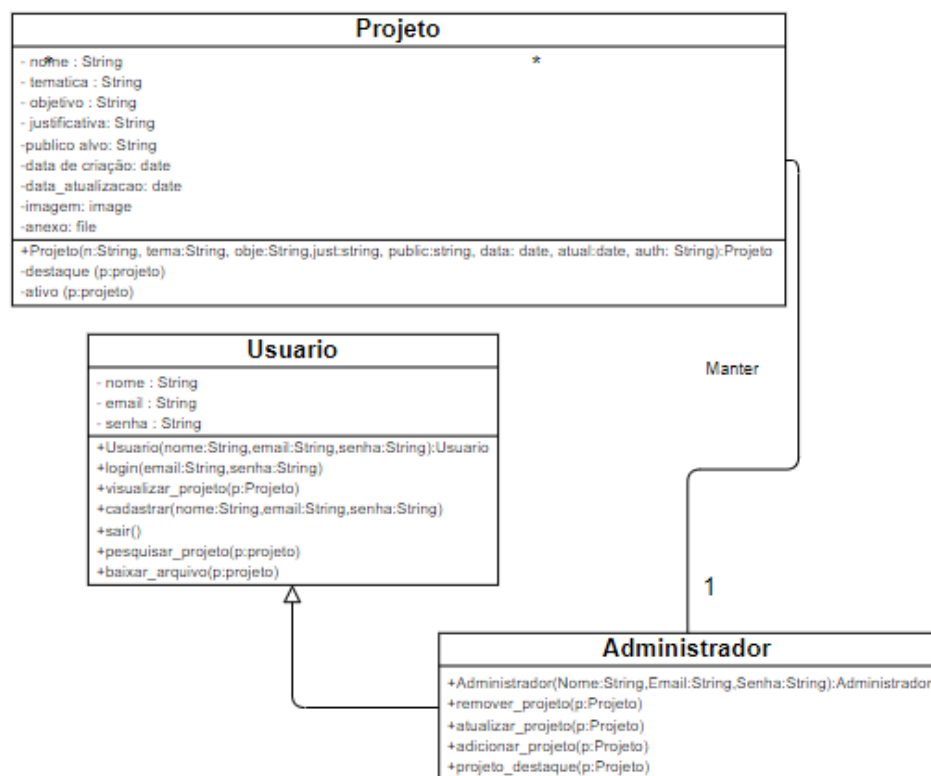 Projeto
- nome : String
*
*
- tematica : String
- objetivo : String
- justificativa: String
-publico alvo: String
-data de criação: date
-data_atualizacao: date
-imagem: image
-anexo: file
+Projeto(n:String, tema:String, obje:String,just:string, public:string, data: date, atual:date, auth: String):Projeto
-destaque (p:projeto)
-ativo (p:projeto)
Manter
Usuario
- nome : String
- email : String
- senha : String
+Usuario(nome:String,email:String,senha:String):Usuario
+login(email:String,senha:String)
+visualizar_projeto(p:Projeto)
+cadastrar(nome:String,email:String,senha:String)
+sair()
+pesquisar_projeto(p:projeto)
+baixar_arquivo(p:projeto)
1
Administrador
+Administrador(Nome:String,Email:String,Senha:String):Administrador
+remover_projeto(p:Projeto)
+atualizar_projeto(p:Projeto)
+adicionar_projeto(p:Projeto)
+projeto_destaque(p:Projeto)